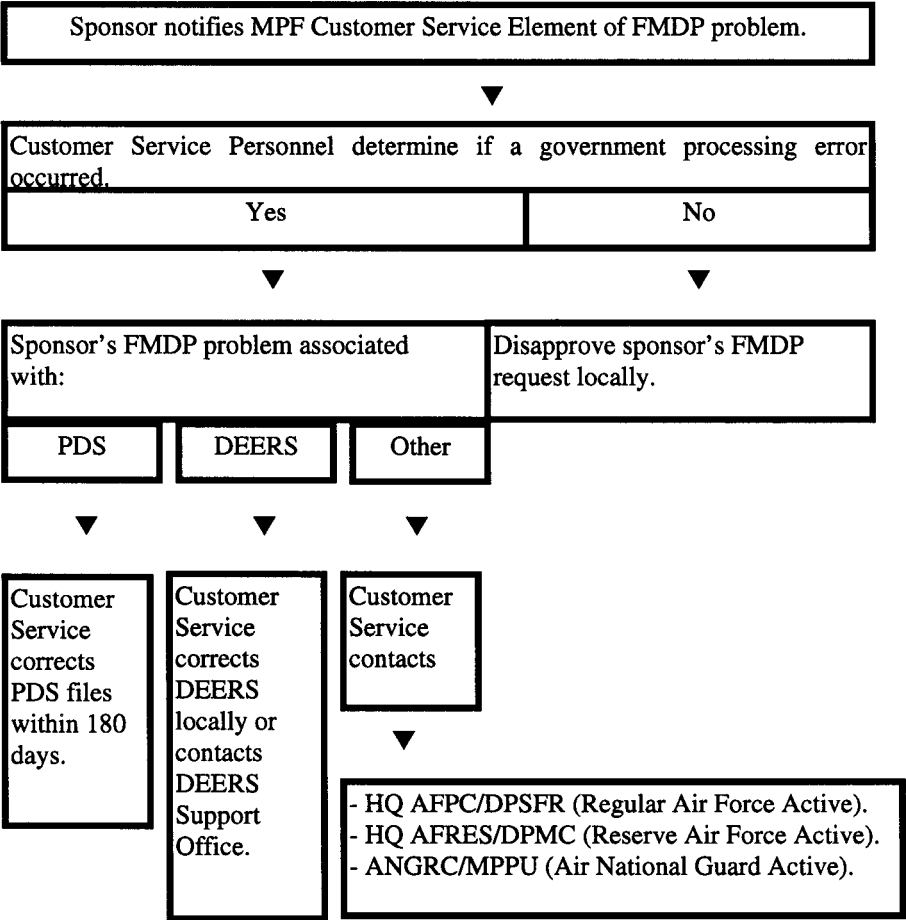 Sponsor notifies MPF Customer Service Element of FMDP problem.
Customer Service Personnel determine if a government processing error
occurred.
Yes
No
Sponsor's FMDP problem associated
with:
Disapprove sponsor's FMDP
request locally.
PDS
DEERS
Other
Customer
Service
corrects
PDS files
within 180
days.
Customer
Service
corrects
DEERS
locally or
contacts
DEERS
Support
Office.
Customer
Service
contacts
- HQ AFPC/DPSFR (Regular Air Force Active).
- HQ AFRES/DPMC (Reserve Air Force Active).
- ANGRC/MPPU (Air National Guard Active).